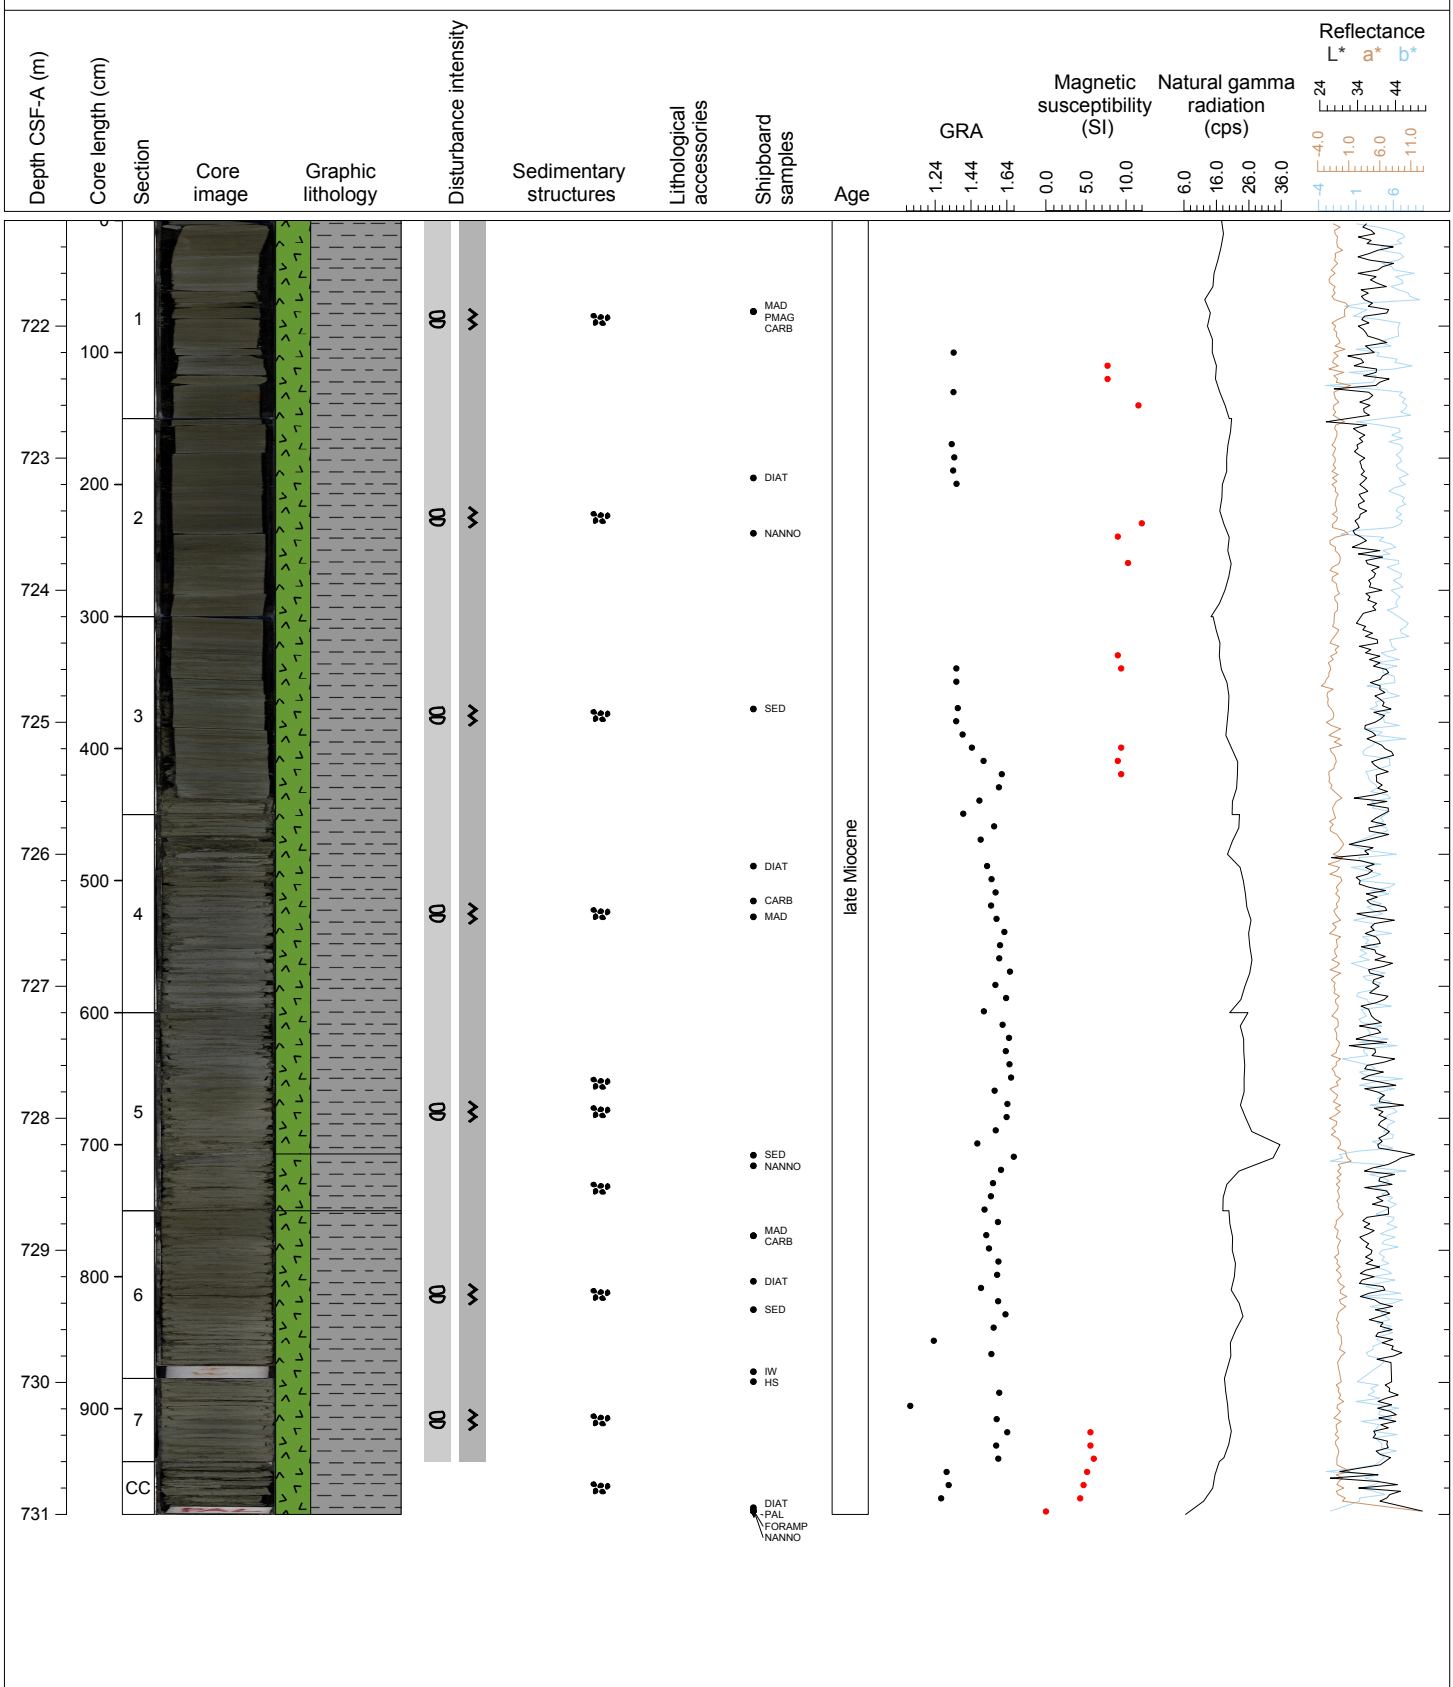 Depth CSF-A (m)
Core length (cm)
Section
Core
image
Graphic
lithology
Disturbance intensity
Sedimentary
structures
Lithological
accessories
Shipboard
samples
Age
GRA
1.24
1.44
1.64
Magnetic
susceptibility
(SI)
0.0
5.0
10.0
Natural gamma
radiation
(cps)
6.0
16.0
26.0
36.0
Reflectance
L* a* b*
24
34
44
-4.0
1.0
6.0
11.0
-4
1
6
0
1
MAD
PMAG
CARB
722
100
723
DIAT
200
2
NANNO
724
300
3
SED
725
400
late Miocene
726
DIAT
500
CARB
4
MAD
727
600
5
728
700
SED
NANNO
MAD
CARB
729
800
DIAT
6
SED
IW
730
HS
900
7
CC
DIAT
731
PAL
FORAMP
NANNO